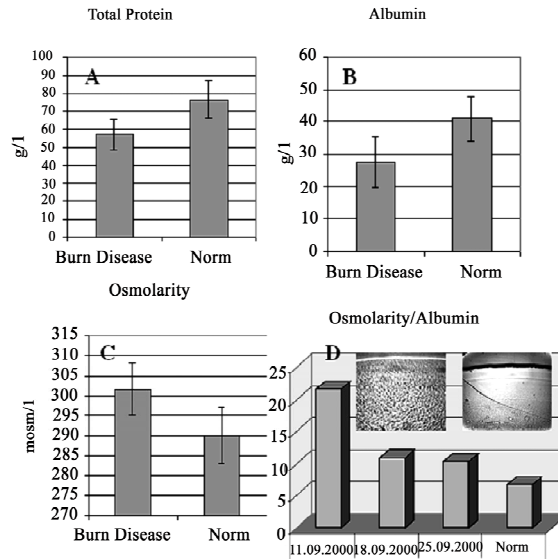 Total Protein
A
g/1
100
90
80
70
60
50
40
30
20
10
0
Burn Disease Norm
Albumin
B
g/1
60
50
40
30
20
10
0
Burn Disease Norm
Osmolarity
C
mosm/1
315
310
305
300
295
290
285
280
275
270
Burn Disease Norm
Osmolarity/Albumin
D
25
20
15
10
5
0
11.09.2000 18.09.2000 25.09.2000 Norm